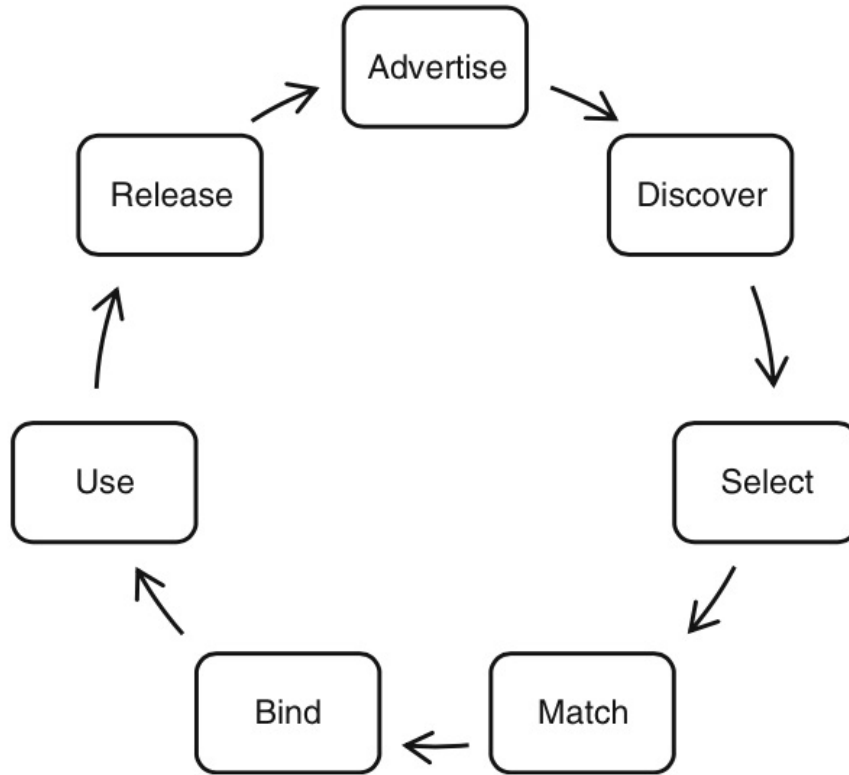 Advertise
Discover
Select
Match
Bind
Use
Release